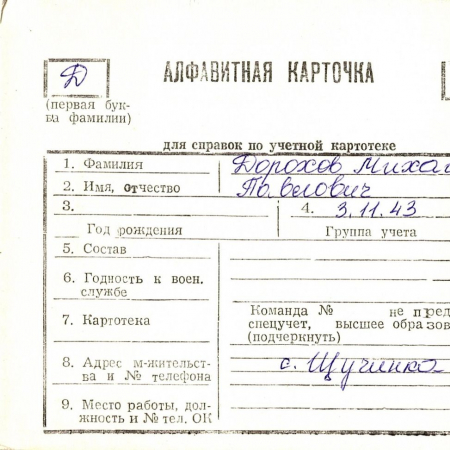 Д
АЛФАВИТНАЯ КАРТОЧКА
(первая бук-
ва фамилии)
для справок по учетной картотеке
1. Фамилия Дорохов Михаи
2. Имя, отчество Павлович
3. 4. 3.11.43
Год рождения Группа учета
5. Состав
6. Годность к воен.
службе
Команда № не пред
7. Картотека спецучет, высшее образов
(подчеркнуть)
8. Адрес м-жительст-
ва и № телефона с. Щучинка
9. Место работы, дол-
жность и № тел. ОК